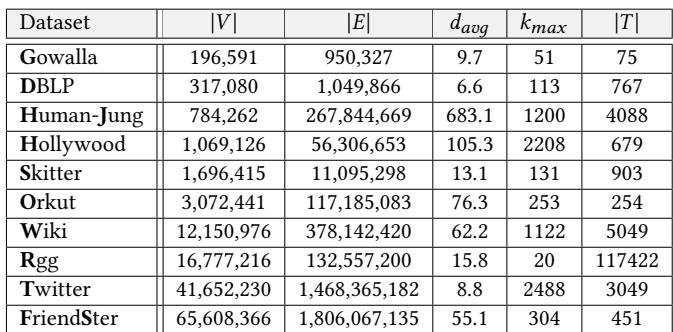 Dataset |V| |E| d_avg k_max |T|
Gowalla 196,591 950,327 9.7 51 75
DBLP 317,080 1,049,866 6.6 113 767
Human-Jung 784,262 267,844,669 683.1 1200 4088
Hollywood 1,069,126 56,306,653 105.3 2208 679
Skitter 1,696,415 11,095,298 13.1 131 903
Orkut 3,072,441 117,185,083 76.3 253 254
Wiki 12,150,976 378,142,420 62.2 1122 5049
Rgg 16,777,216 132,557,200 15.8 20 117422
Twitter 41,652,230 1,468,365,182 8.8 2488 3049
FriendSter 65,608,366 1,806,067,135 55.1 304 451